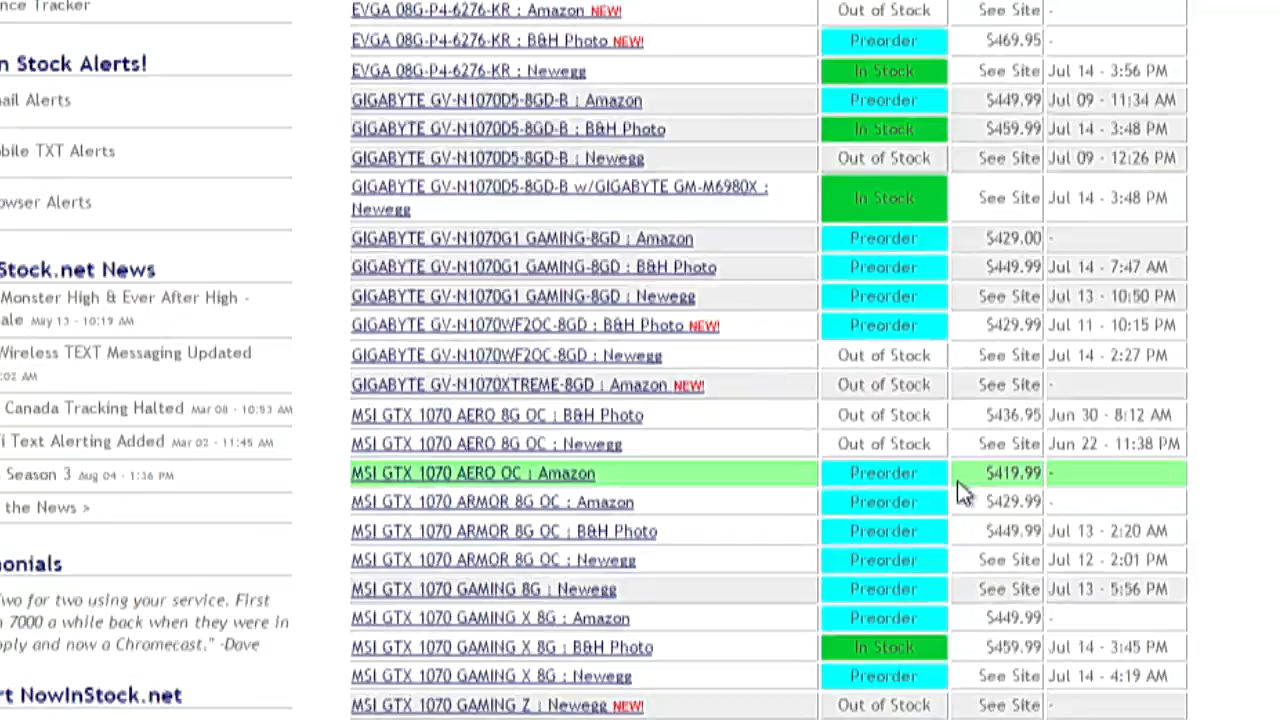 nce Tracker
n Stock Alerts!
ail Alerts
bile TXT Alerts
owser Alerts
Stock.net News
Monster High & Ever After High -
ale May 13 - 10:19 AM
Wireless TEXT Messaging Updated
:02 AM
Canada Tracking Halted Mar 08 - 10:53 AM
i Text Alerting Added Mar 02 - 11:45 AM
Season 3 Aug 04 - 1:36 PM
the News >
monials
Two for two using your service. First
7000 a while back when they were in
pply and now a Chromecast." -Dave
rt NowInStock.net
EVGA 08G-P4-6276-KR : Amazon NEW! Out of Stock See Site -
EVGA 08G-P4-6276-KR : B&H Photo NEW! Preorder $469.95 -
EVGA 08G-P4-6276-KR : Newegg In Stock See Site Jul 14 - 3:56 PM
GIGABYTE GV-N1070D5-8GD-B : Amazon Preorder $449.99 Jul 09 - 11:34 AM
GIGABYTE GV-N1070D5-8GD-B : B&H Photo In Stock $459.99 Jul 14 - 3:48 PM
GIGABYTE GV-N1070D5-8GD-B : Newegg Out of Stock See Site Jul 09 - 12:26 PM
GIGABYTE GV-N1070D5-8GD-B w/GIGABYTE GM-M6980X :
Newegg In Stock See Site Jul 14 - 3:48 PM
GIGABYTE GV-N1070G1 GAMING-8GD : Amazon Preorder $429.00 -
GIGABYTE GV-N1070G1 GAMING-8GD : B&H Photo Preorder $449.99 Jul 14 - 7:47 AM
GIGABYTE GV-N1070G1 GAMING-8GD : Newegg Preorder See Site Jul 13 - 10:50 PM
GIGABYTE GV-N1070WF2OC-8GD : B&H Photo NEW! Preorder $429.99 Jul 11 - 10:15 PM
GIGABYTE GV-N1070WF2OC-8GD : Newegg Out of Stock See Site Jul 14 - 2:27 PM
GIGABYTE GV-N1070XTREME-8GD : Amazon NEW! Out of Stock See Site -
MSI GTX 1070 AERO 8G OC : B&H Photo Out of Stock $436.95 Jun 30 - 8:12 AM
MSI GTX 1070 AERO 8G OC : Newegg Out of Stock See Site Jun 22 - 11:38 PM
MSI GTX 1070 AERO OC : Amazon Preorder $419.99 -
MSI GTX 1070 ARMOR 8G OC : Amazon Preorder $429.99 -
MSI GTX 1070 ARMOR 8G OC : B&H Photo Preorder $449.99 Jul 13 - 2:20 AM
MSI GTX 1070 ARMOR 8G OC : Newegg Preorder See Site Jul 12 - 2:01 PM
MSI GTX 1070 GAMING 8G : Newegg Preorder See Site Jul 13 - 5:56 PM
MSI GTX 1070 GAMING X 8G : Amazon Preorder $449.99 -
MSI GTX 1070 GAMING X 8G : B&H Photo In Stock $459.99 Jul 14 - 3:45 PM
MSI GTX 1070 GAMING X 8G : Newegg Preorder See Site Jul 14 - 4:19 AM
MSI GTX 1070 GAMING Z : Newegg NEW! Out of Stock See Site -